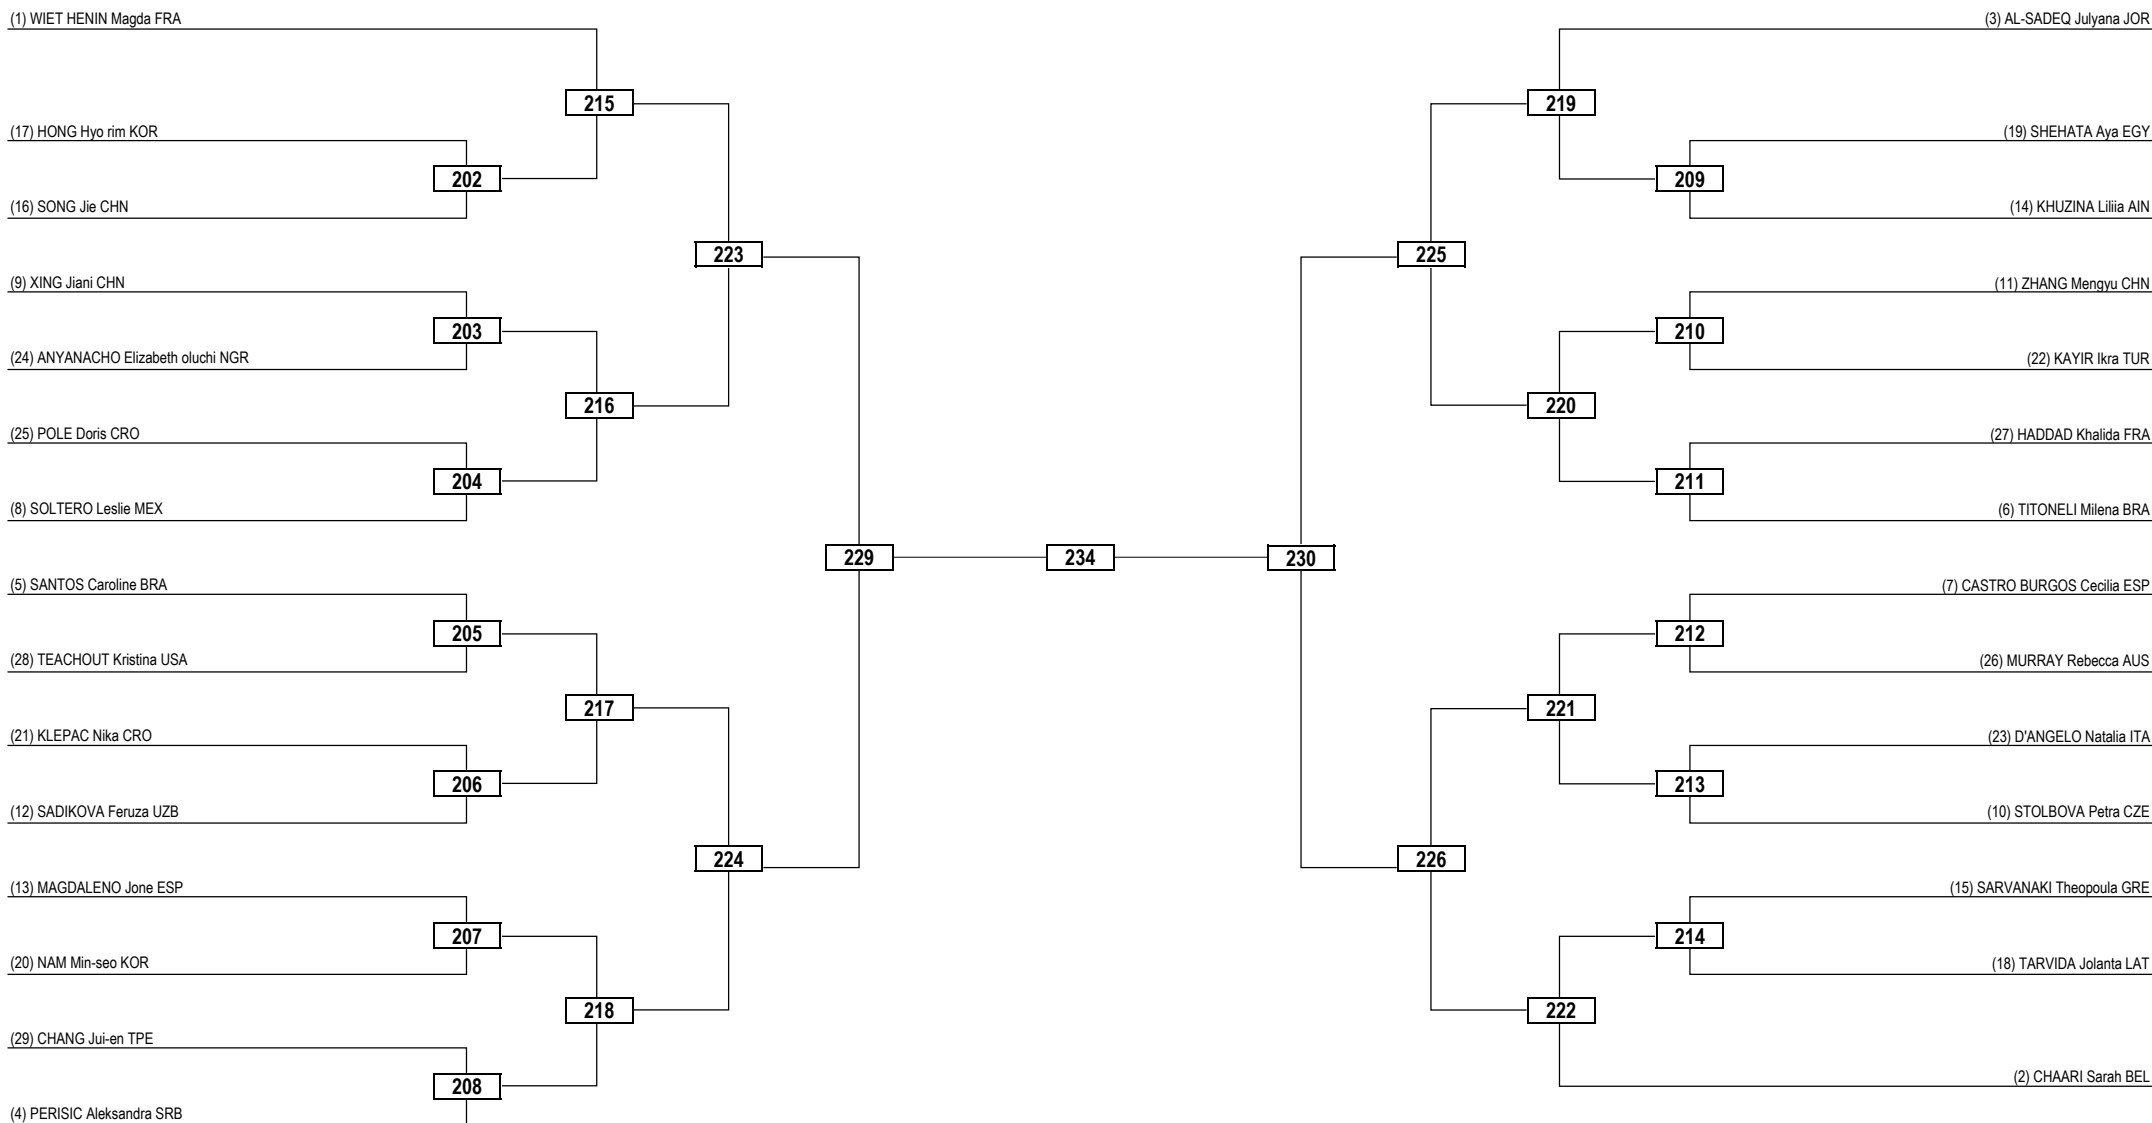 (1) WIET HENIN Magda FRA
(3) AL-SADEQ Julyana JOR
215
219
(17) HONG Hyo rim KOR
(19) SHEHATA Aya EGY
202
209
(16) SONG Jie CHN
(14) KHUZINA Liliia AIN
223
225
(9) XING Jiani CHN
(11) ZHANG Mengyu CHN
203
210
(24) ANYANACHO Elizabeth oluchi NGR
(22) KAYIR Ikra TUR
216
220
(25) POLE Doris CRO
(27) HADDAD Khalida FRA
204
211
(8) SOLTERO Leslie MEX
(6) TITONELI Milena BRA
229
234
230
(5) SANTOS Caroline BRA
(7) CASTRO BURGOS Cecilia ESP
205
212
(28) TEACHOUT Kristina USA
(26) MURRAY Rebecca AUS
217
221
(21) KLEPAC Nika CRO
(23) D'ANGELO Natalia ITA
206
213
(12) SADIKOVA Feruza UZB
(10) STOLBOVA Petra CZE
224
226
(13) MAGDALENO Jone ESP
(15) SARVANAKI Theopoula GRE
207
214
(20) NAM Min-seo KOR
(18) TARVIDA Jolanta LAT
218
222
(29) CHANG Jui-en TPE
208
(2) CHAARI Sarah BEL
(4) PERISIC Aleksandra SRB